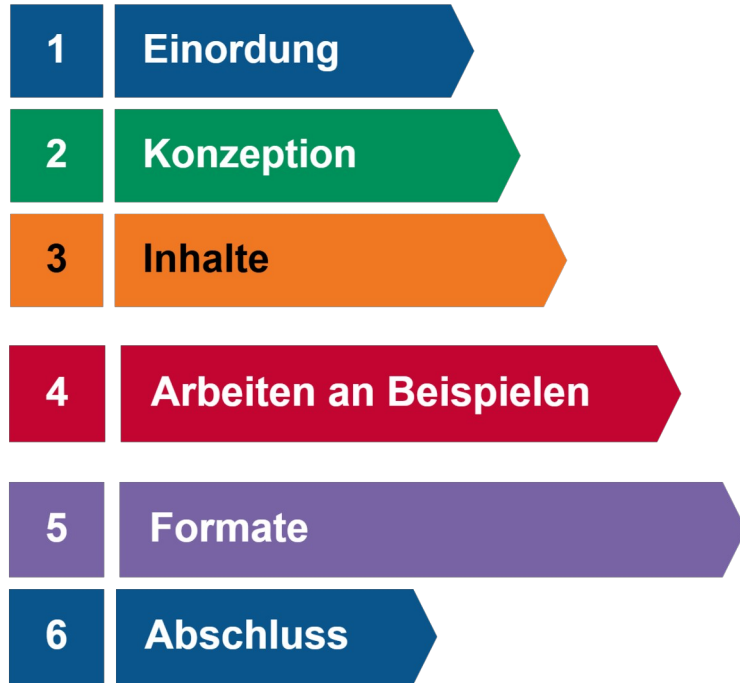 1 Einordung
2 Konzeption
3 Inhalte
4 Arbeiten an Beispielen
5 Formate
6 Abschluss